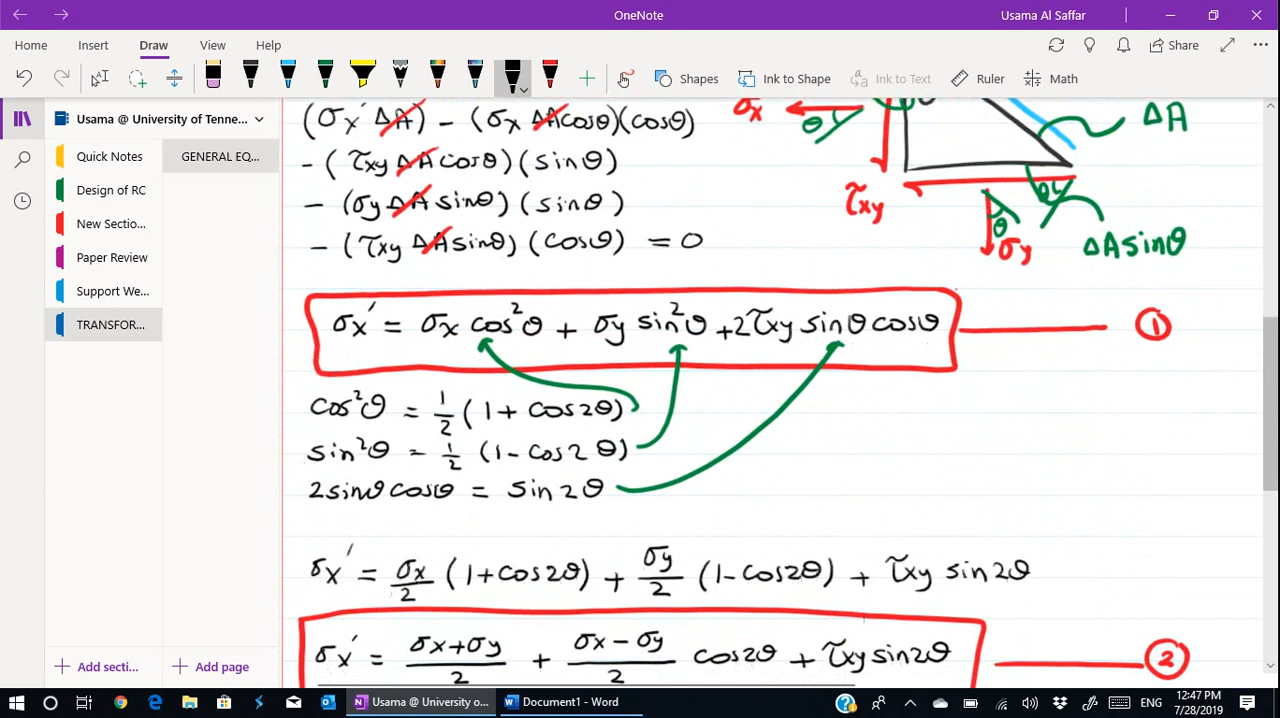 OneNote
Usama Al Saffar
Home Insert Draw View Help
Share
Shapes Ink to Shape Ink to Text Ruler Math
Usama @ University of Tenne...
Quick Notes
Design of RC
New Sectio...
Paper Review
Support We...
TRANSFOR...
GENERAL EQ...
(σx' ΔA) - (σx ΔA cosθ)(cosθ)
- (τxy ΔA cosθ)(sinθ)
- (σy ΔA sinθ)(sinθ)
- (τxy ΔA sinθ)(cosθ) = 0
σx
θ
ΔA
τxy
θ
θ
σy
ΔA sinθ
σx' = σx cos²θ + σy sin²θ + 2τxy sinθ cosθ
1
cos²θ = 1/2 (1 + cos2θ)
sin²θ = 1/2 (1 - cos2θ)
2sinθ cosθ = sin2θ
σx' = σx/2 (1+cos2θ) + σy/2 (1-cos2θ) + τxy sin2θ
σx' = σx+σy/2 + σx-σy/2 cos2θ + τxy sin2θ
2
Add secti...
Add page
Usama @ University o...
Document1 - Word
ENG
12:47 PM
7/28/2019